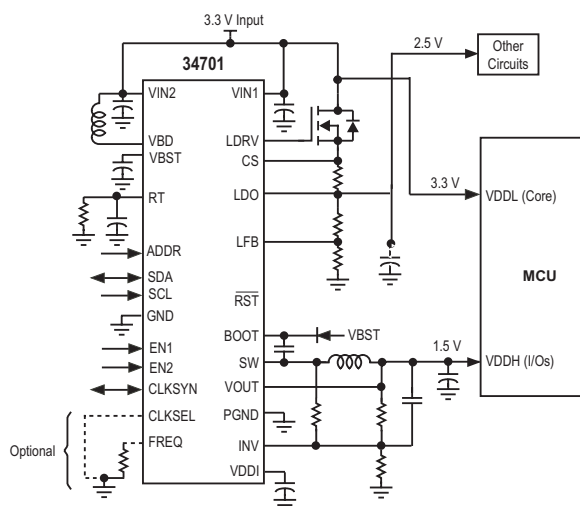 3.3 V Input
34701
2.5 V
Other
Circuits
VIN2
VIN1
VBD
LDRV
VBST
CS
RT
LDO
3.3 V
VDDL (Core)
ADDR
LFB
SDA
MCU
SCL
RST
GND
BOOT
VBST
EN1
SW
1.5 V
VDDH (I/Os)
EN2
VOUT
CLKSYN
CLKSEL
PGND
Optional
FREQ
INV
VDDI